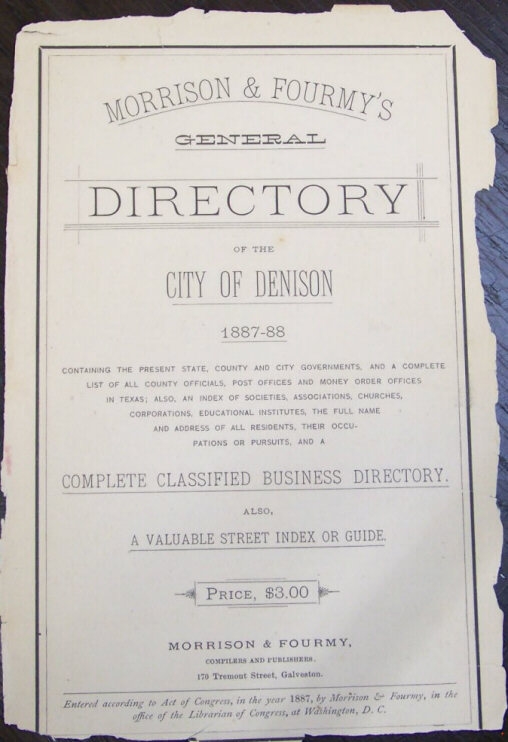 MORRISON & FOURMY'S
GENERAL
DIRECTORY
OF THE
CITY OF DENISON
1887-88
CONTAINING THE PRESENT STATE, COUNTY AND CITY GOVERNMENTS, AND A COMPLETE
LIST OF ALL COUNTY OFFICIALS, POST OFFICES AND MONEY ORDER OFFICES
IN TEXAS; ALSO, AN INDEX OF SOCIETIES, ASSOCIATIONS, CHURCHES,
CORPORATIONS, EDUCATIONAL INSTITUTES, THE FULL NAME
AND ADDRESS OF ALL RESIDENTS, THEIR OCCU-
PATIONS OR PURSUITS, AND A
COMPLETE CLASSIFIED BUSINESS DIRECTORY.
ALSO,
A VALUABLE STREET INDEX OR GUIDE.
PRICE, $3.00
MORRISON & FOURMY,
COMPILERS AND PUBLISHERS.
170 Tremont Street, Galveston.
Entered according to Act of Congress, in the year 1887, by Morrison & Fourmy, in the
office of the Librarian of Congress, at Washington, D. C.